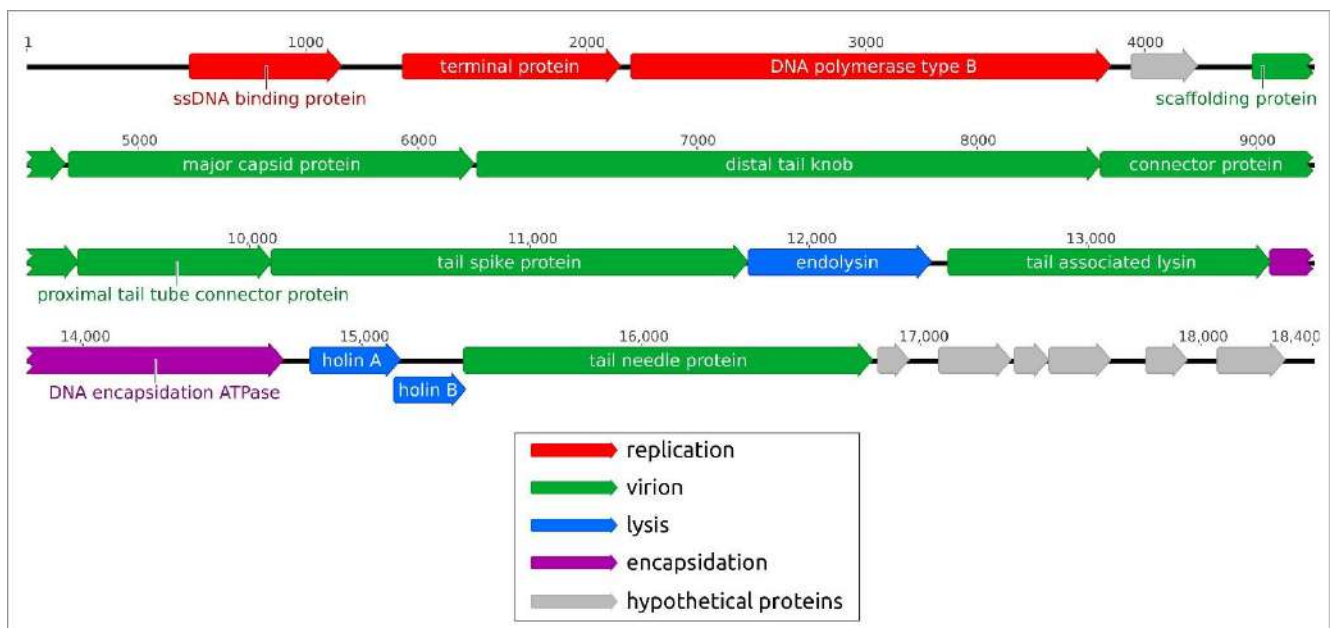 1 1000 2000 3000 4000
terminal protein DNA polymerase type B
ssDNA binding protein scaffolding protein
5000 6000 7000 8000 9000
major capsid protein distal tail knob connector protein
10,000 11,000 12,000 13,000
tail spike protein endolysin tail associated lysin
proximal tail tube connector protein
14,000 15,000 16,000 17,000 18,000 18,400
holin A tail needle protein
DNA encapsidation ATPase holin B
replication
virion
lysis
encapsidation
hypothetical proteins